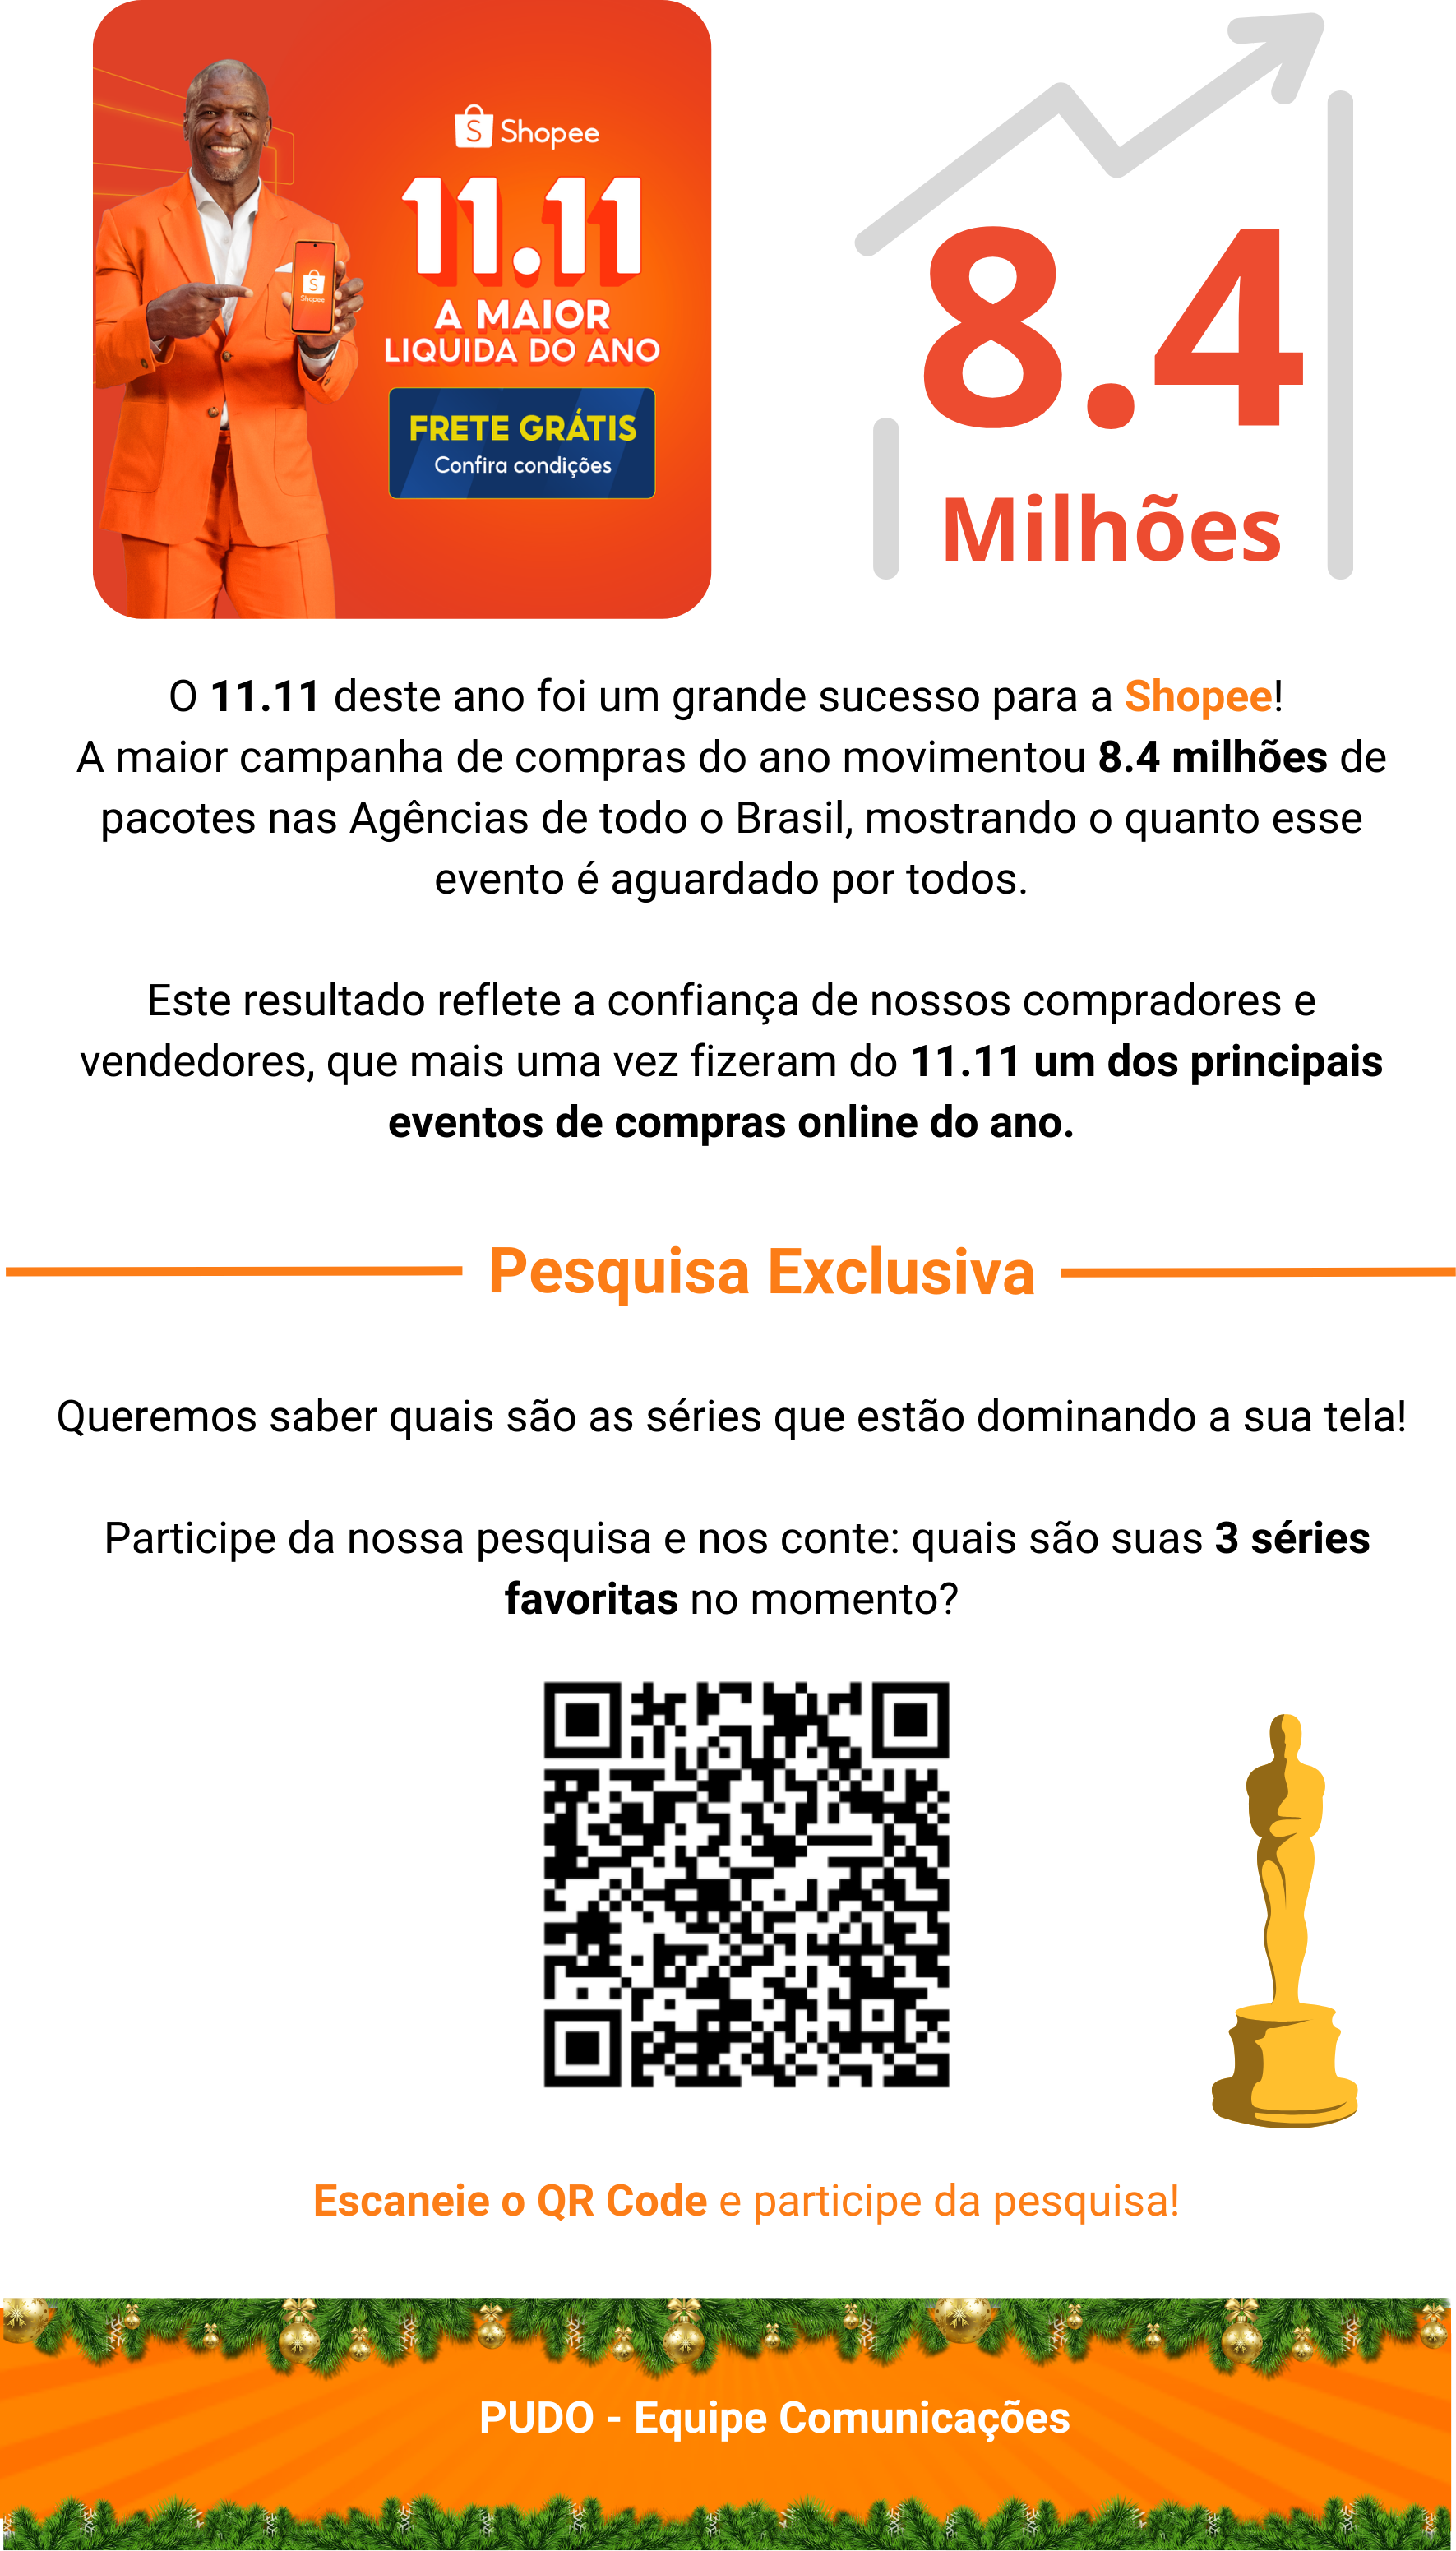 Shopee
11.11
A MAIOR
LIQUIDA DO ANO
FRETE GRÁTIS
Confira condições
Shopee
8.4
Milhões
O 11.11 deste ano foi um grande sucesso para a Shopee!
A maior campanha de compras do ano movimentou 8.4 milhões de
pacotes nas Agências de todo o Brasil, mostrando o quanto esse
evento é aguardado por todos.
Este resultado reflete a confiança de nossos compradores e
vendedores, que mais uma vez fizeram do 11.11 um dos principais
eventos de compras online do ano.
Pesquisa Exclusiva
Queremos saber quais são as séries que estão dominando a sua tela!
Participe da nossa pesquisa e nos conte: quais são suas 3 séries
favoritas no momento?
Escaneie o QR Code e participe da pesquisa!
PUDO - Equipe Comunicações